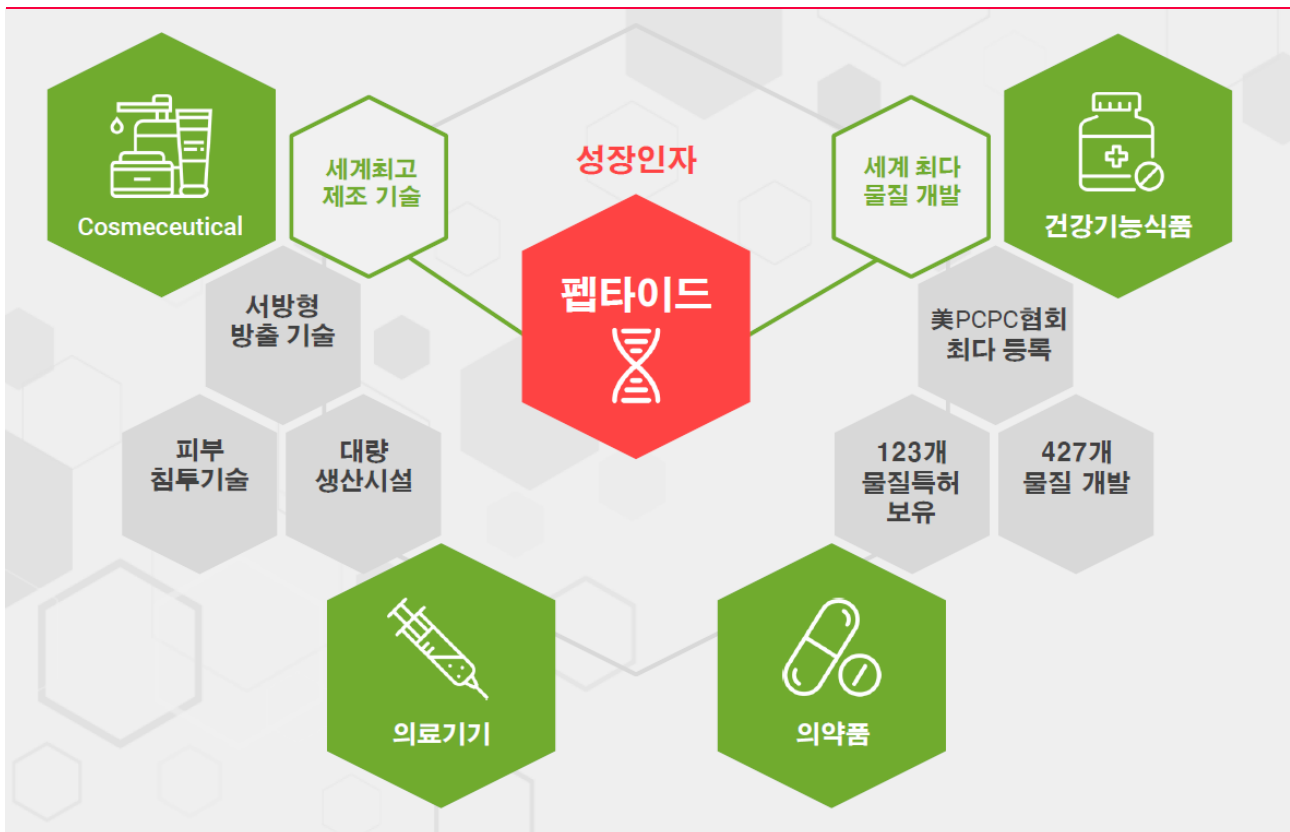 Cosmeceutical
세계최고
제조 기술
성장인자
펩타이드
세계 최다
물질 개발
건강기능식품
서방형
방출 기술
피부
침투기술
대량
생산시설
美PCPC협회
최다 등록
123개
물질특허
보유
427개
물질 개발
의료기기
의약품